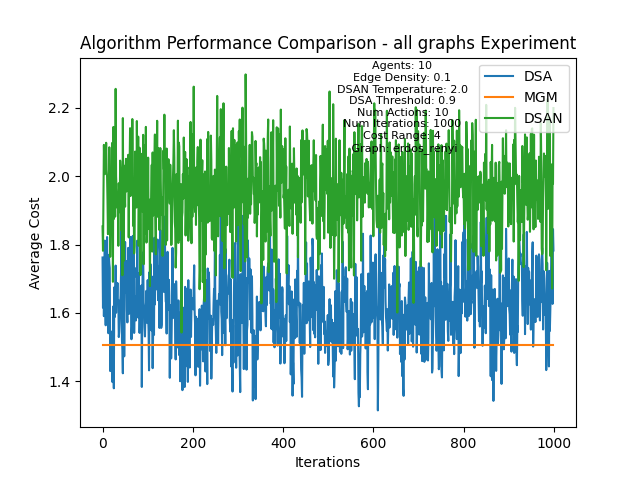 Algorithm Performance Comparison - all graphs Experiment
Agents: 10
Edge Density: 0.1
DSAN Temperature: 2.0
DSA Threshold: 0.9
Num Actions: 10
Num Iterations: 1000
Cost Range: 4
Graph: erdos_renyi
DSA
MGM
DSAN
2.2
2.0
1.8
1.6
1.4
Average Cost
0
200
400
600
800
1000
Iterations